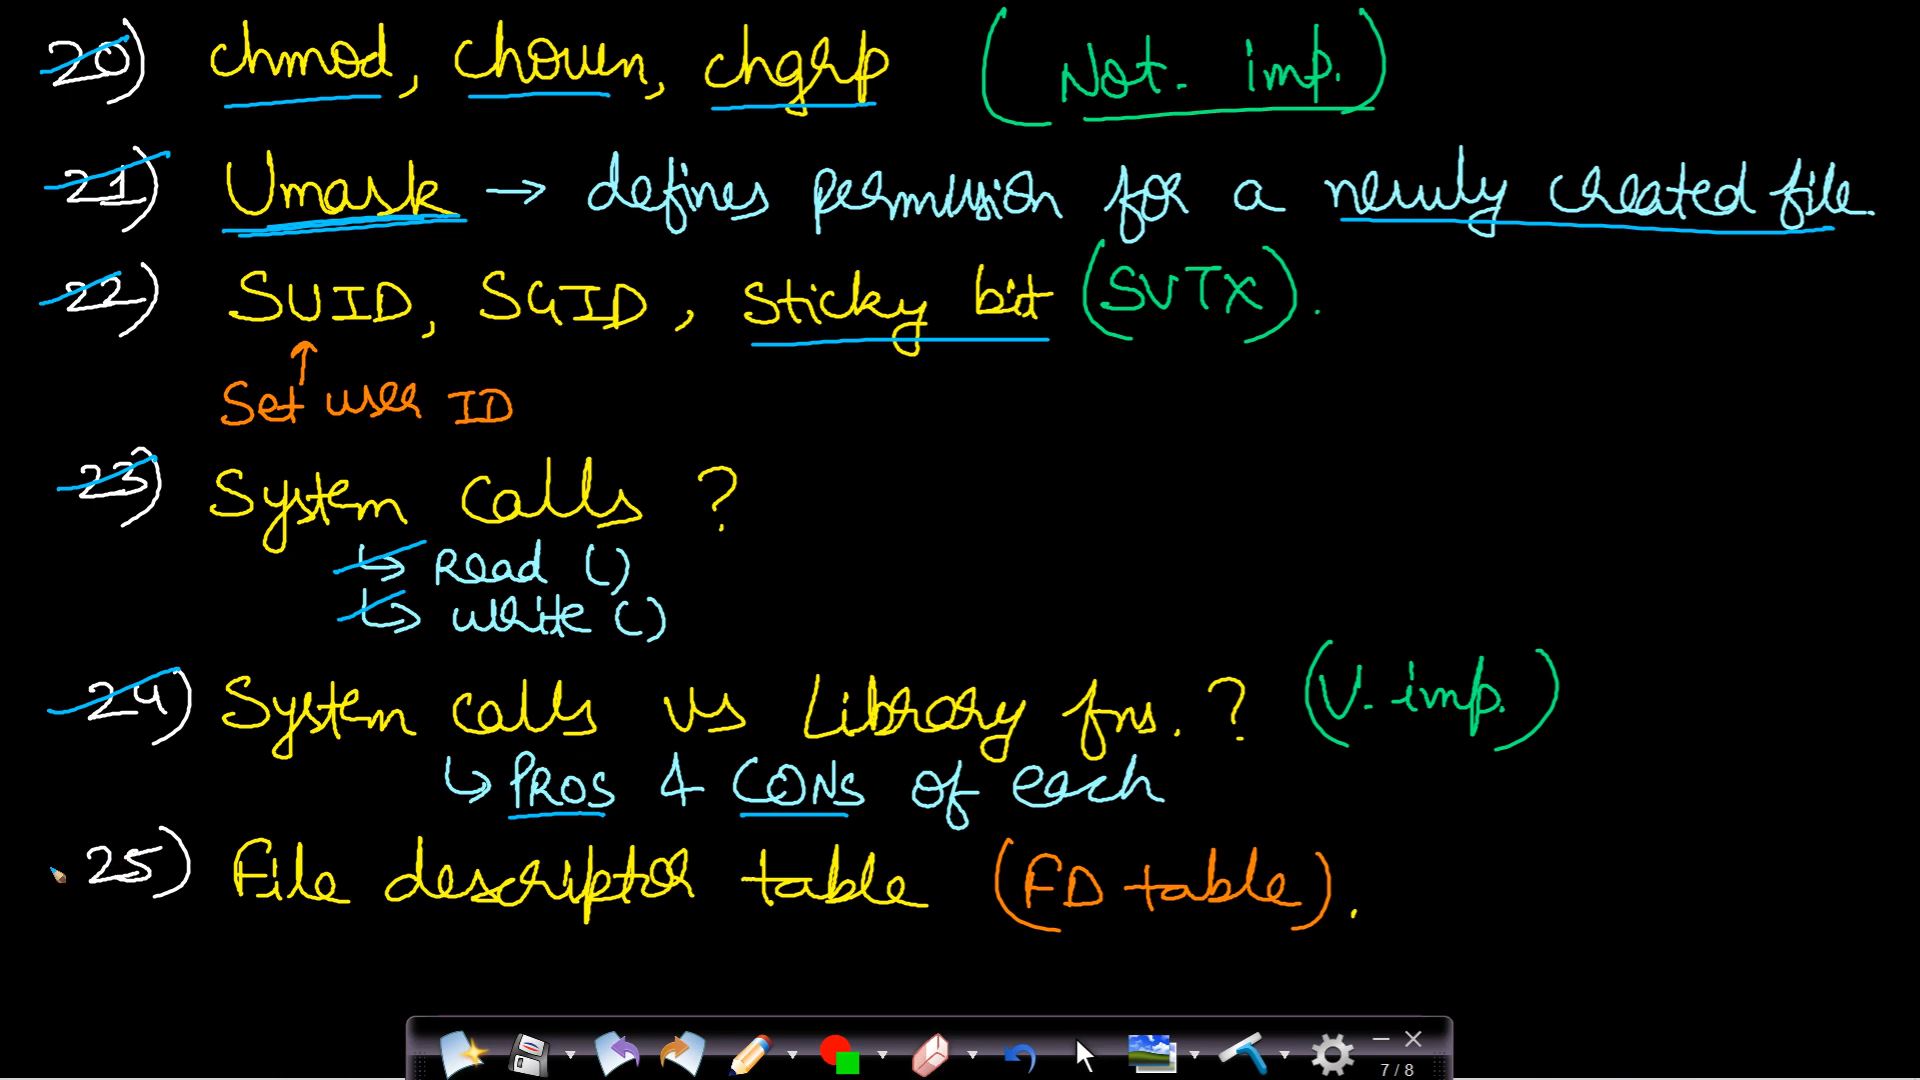 20) chmod, chown, chgrp (Not. imp.)
21) Umask → defines permission for a newly created file.
22) SUID, SGID, sticky bit (SVTX).
↑
Set user ID
23) System calls ?
↳ Read ()
↳ write ()
24) System calls vs Library fns. ? (V. imp.)
↳ PROS & CONS of each
25) File descriptor table (FD table).
7 / 8